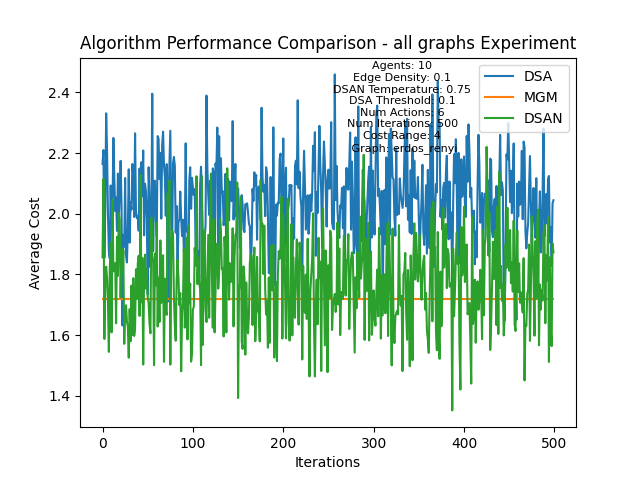 Algorithm Performance Comparison - all graphs Experiment
Agents: 10
Edge Density: 0.1
DSAN Temperature: 0.75
DSA Threshold: 0.1
Num Actions: 6
Num Iterations: 500
Cost Range: 4
Graph: erdos_renyi
DSA
MGM
DSAN
Average Cost
2.4
2.2
2.0
1.8
1.6
1.4
0
100
200
300
400
500
Iterations